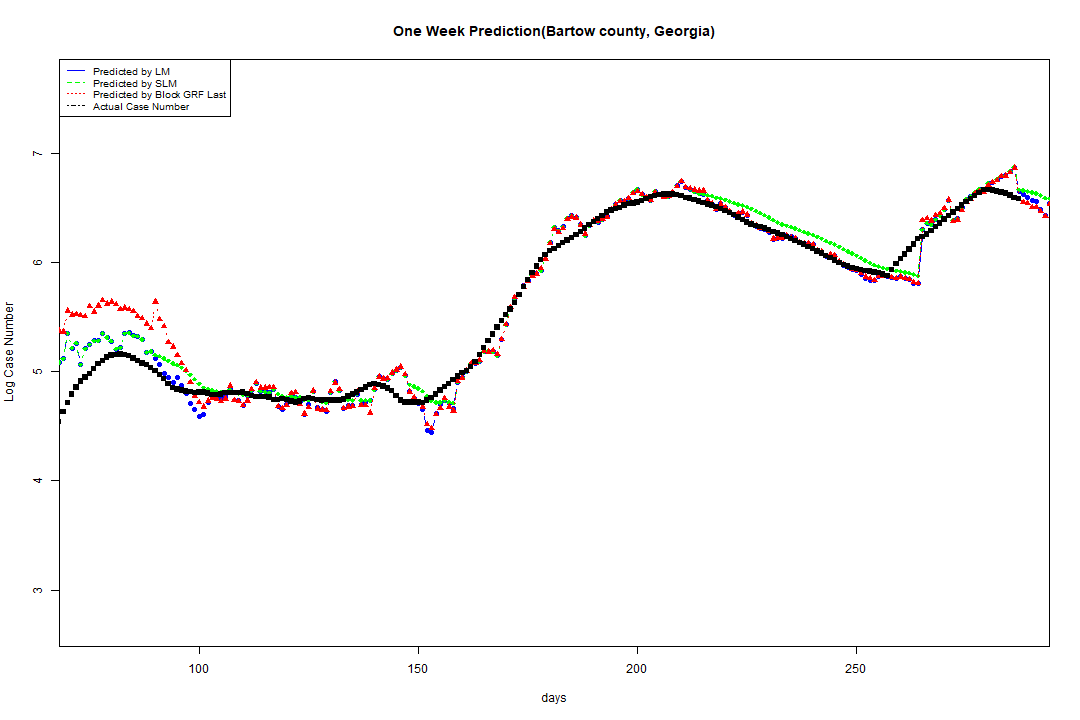 One Week Prediction(Bartow county, Georgia)
Predicted by LM
Predicted by SLM
Predicted by Block GRF Last
Actual Case Number
7
6
5
4
3
Log Case Number
100 150 200 250
days